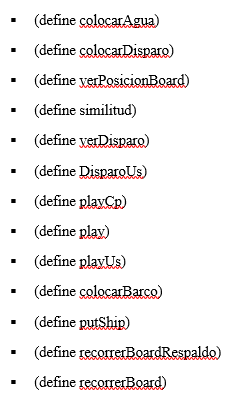 ▪ (define colocarAgua)
▪ (define colocarDisparo)
▪ (define verPosicionBoard)
▪ (define similitud)
▪ (define verDisparo)
▪ (define DisparoUs)
▪ (define playCp)
▪ (define play)
▪ (define playUs)
▪ (define colocarBarco)
▪ (define putShip)
▪ (define recorrerBoardRespaldo)
▪ (define recorrerBoard)